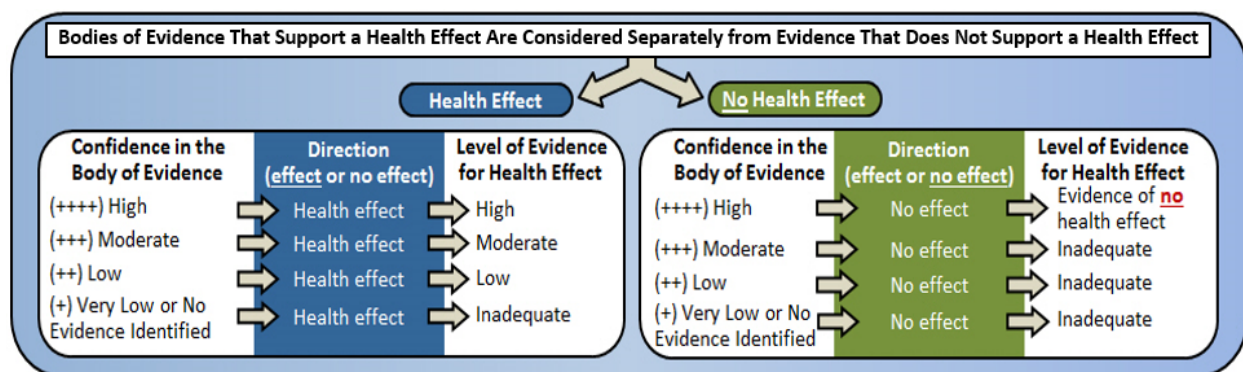 Bodies of Evidence That Support a Health Effect Are Considered Separately from Evidence That Does Not Support a Health Effect
Health Effect
No Health Effect
Confidence in the
Body of Evidence
Direction
(effect or no effect)
Level of Evidence
for Health Effect
(++++) High
Health effect
High
(+++) Moderate
Health effect
Moderate
(++) Low
Health effect
Low
(+) Very Low or No
Evidence Identified
Health effect
Inadequate
Confidence in the
Body of Evidence
Direction
(effect or no effect)
Level of Evidence
for Health Effect
(++++) High
No effect
Evidence of no
health effect
(+++) Moderate
No effect
Inadequate
(++) Low
No effect
Inadequate
(+) Very Low or No
Evidence Identified
No effect
Inadequate